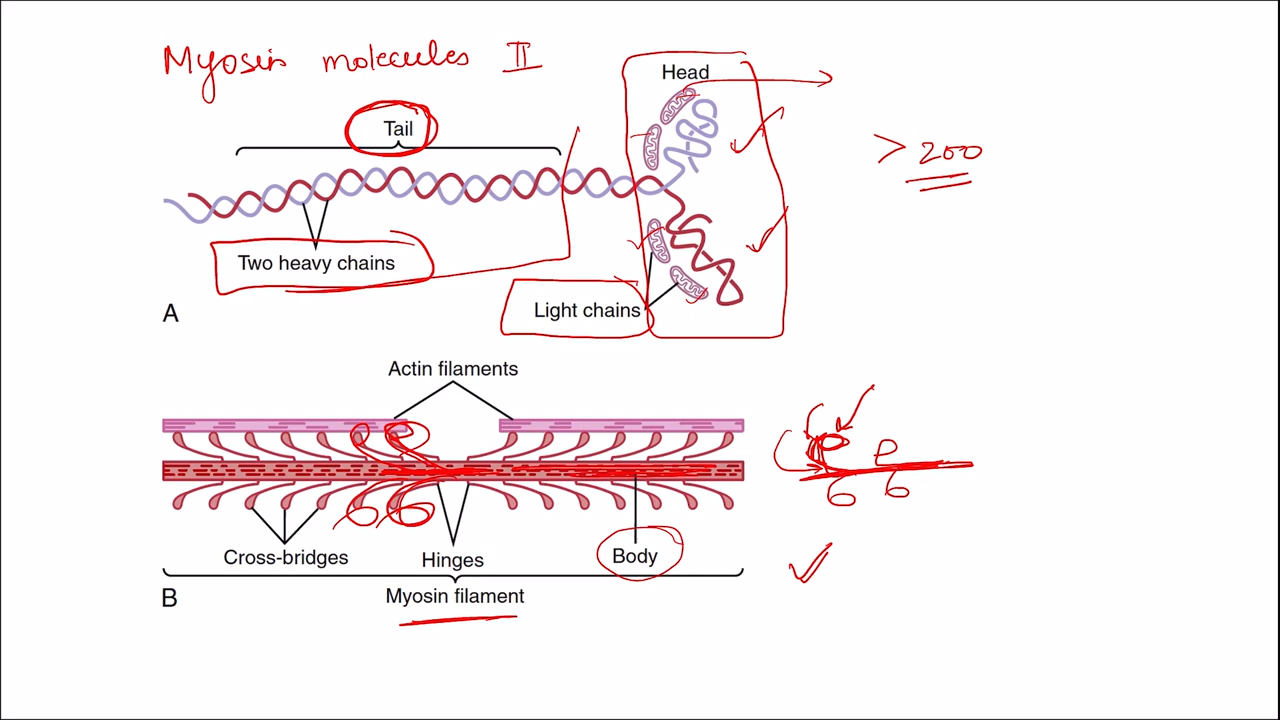 Myosin molecules II
Head
Tail
> 200
Two heavy chains
Light chains
A
Actin filaments
Cross-bridges
Hinges
Body
B
Myosin filament